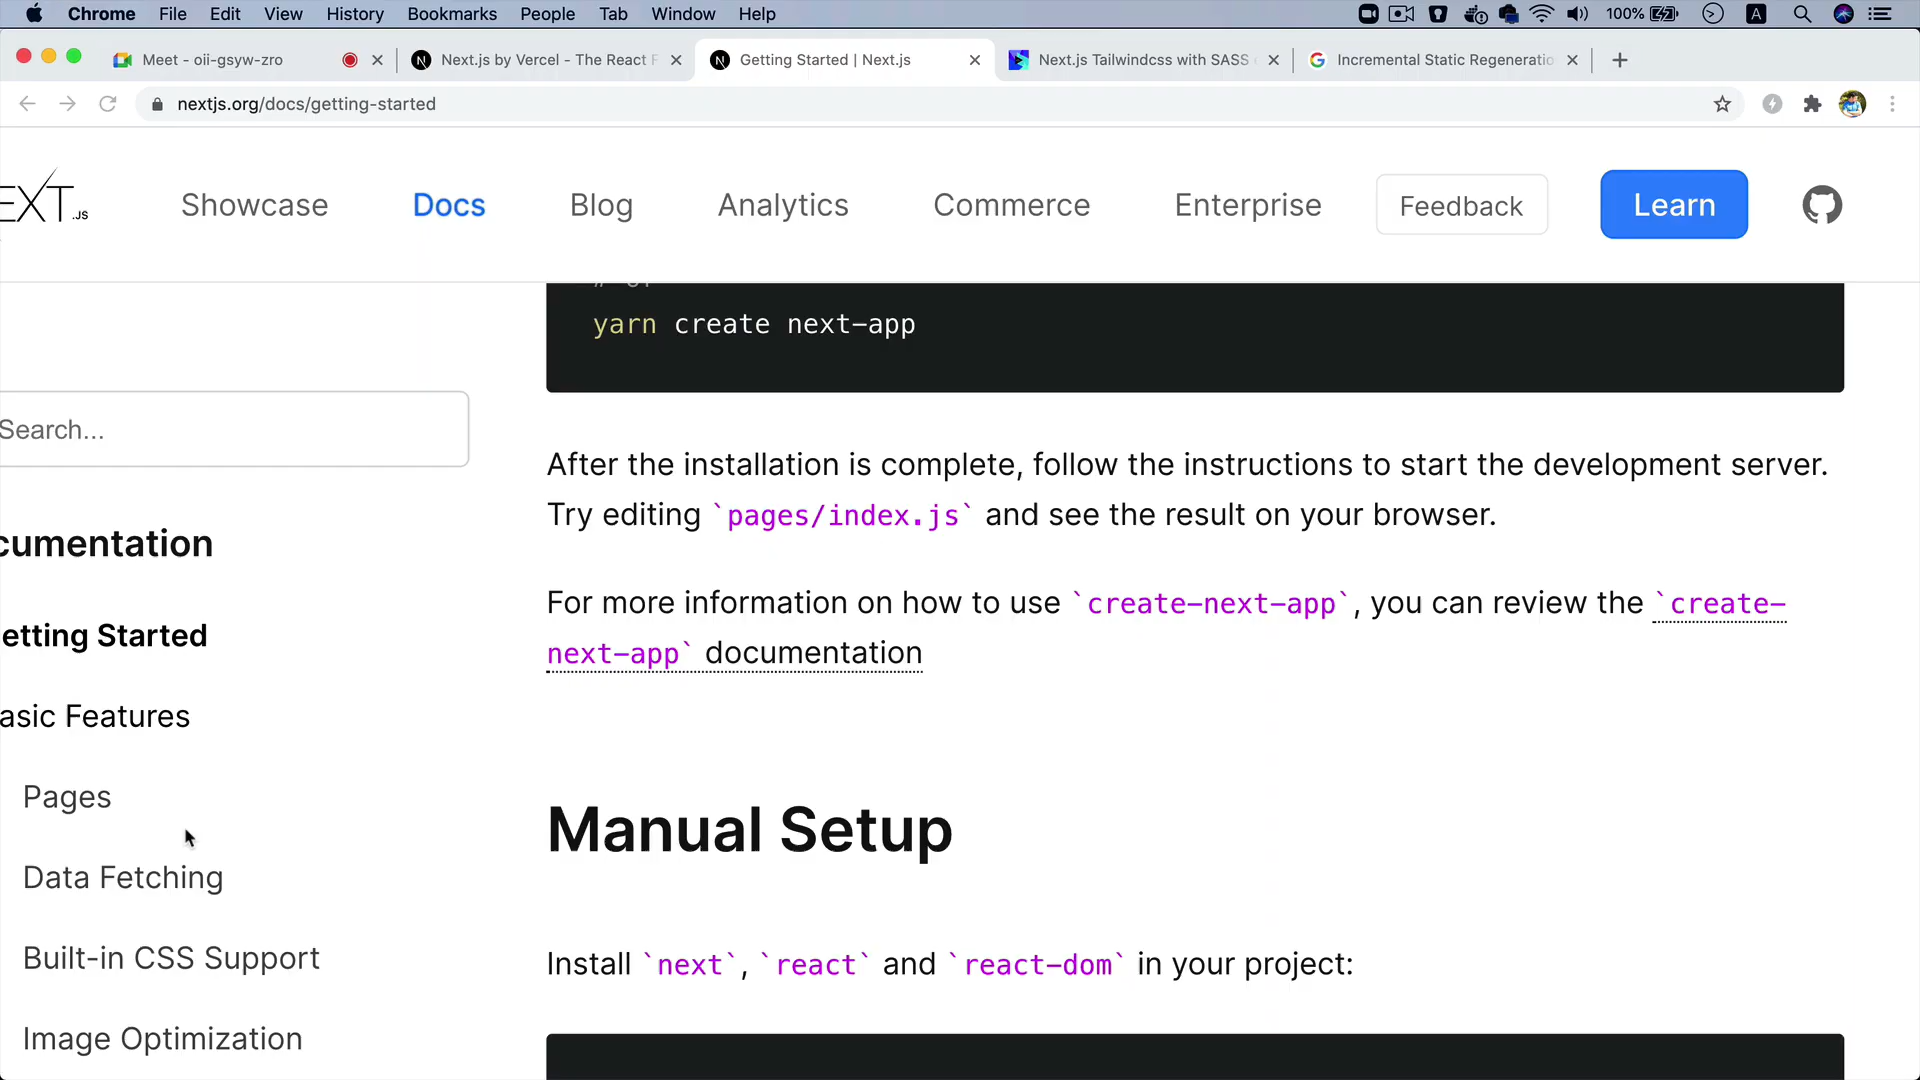 Chrome File Edit View History Bookmarks People Tab Window Help 100% A
Meet - oii-gsyw-zro
Next.js by Vercel - The React F
Getting Started | Next.js
Next.js Tailwindcss with SASS
Incremental Static Regeneratio
nextjs.org/docs/getting-started
EXT.JS Showcase Docs Blog Analytics Commerce Enterprise Feedback Learn
yarn create next-app
Search...
cumentation
etting Started
asic Features
Pages
Data Fetching
Built-in CSS Support
Image Optimization
After the installation is complete, follow the instructions to start the development server.
Try editing `pages/index.js` and see the result on your browser.
For more information on how to use `create-next-app`, you can review the `create-
next-app` documentation
Manual Setup
Install `next`, `react` and `react-dom` in your project: